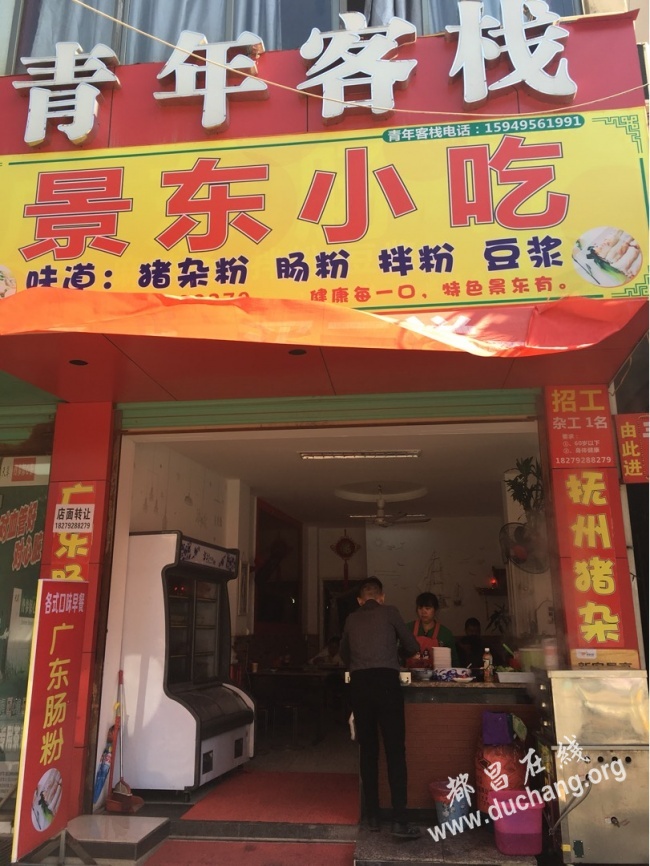 青年客栈
青年客栈电话：15949561991
景东小吃
味道：猪杂粉 肠粉 拌粉 豆浆
健康每一口，特色景东有。
招工
杂工 1名
18279288279
由此进
店面转让
18279288279
广东肠
抚州猪杂
各式口味早餐
广东肠粉
都昌在线
www.duchang.org